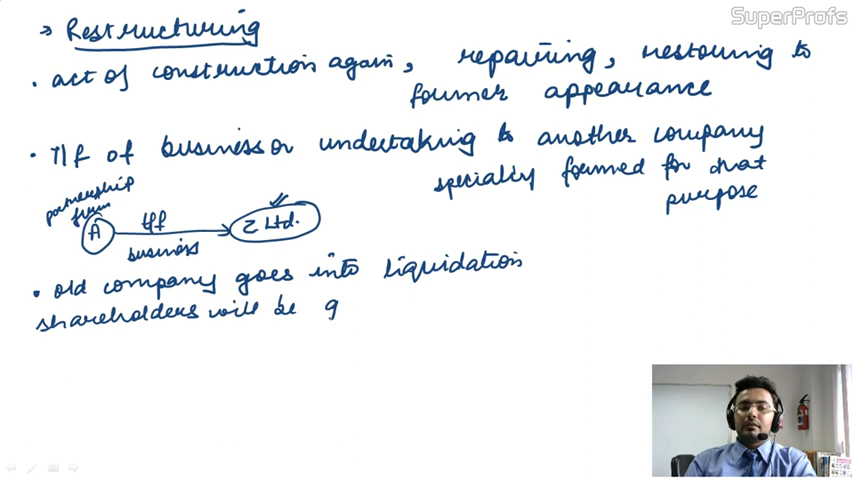 SuperProfs
→ Restructuring
• act of construction again, repairing, restoring to
former appearance
• T/f of business or undertaking to another company
specially formed for that
purpose
partnership
firm
A tff Z Ltd.
business
• old company goes into liquidation
shareholders will be g